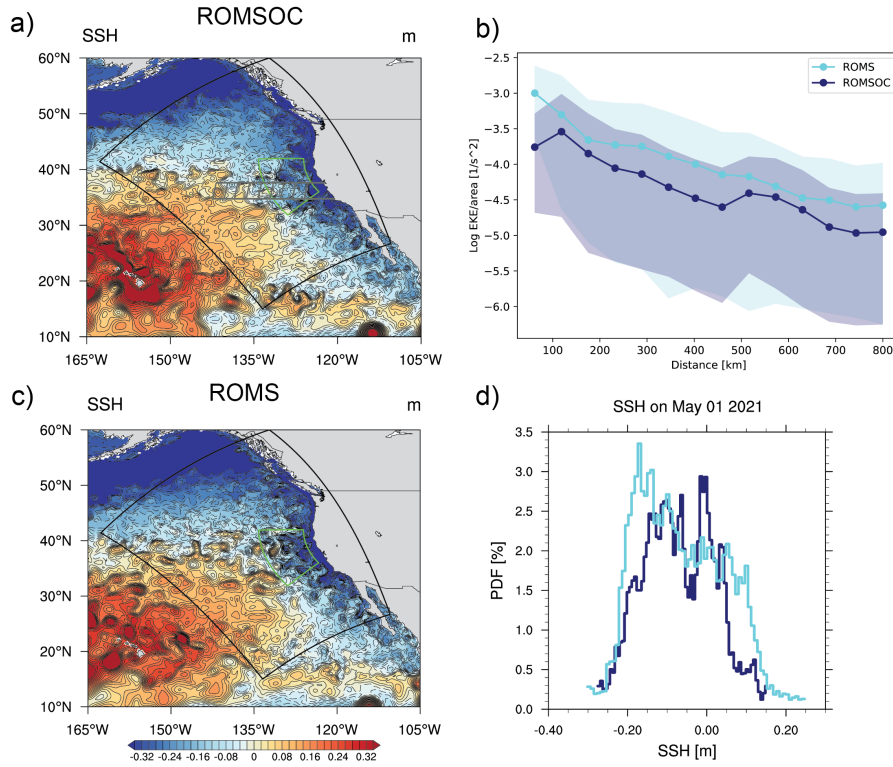 a)
ROMSOC
SSH
m
60°N
50°N
40°N
30°N
20°N
10°N
165°W
150°W
135°W
120°W
105°W
b)
−2.5
−3.0
−3.5
−4.0
−4.5
−5.0
−5.5
−6.0
Log EKE/area [1/s^2]
ROMS
ROMSOC
100
200
300
400
500
600
700
800
Distance [km]
c)
ROMS
SSH
m
60°N
50°N
40°N
30°N
20°N
10°N
165°W
150°W
135°W
120°W
105°W
-0.32
-0.24
-0.16
-0.08
0
0.08
0.16
0.24
0.32
d)
SSH on May 01 2021
3.5
3.0
2.5
2.0
1.5
1.0
0.5
0.0
PDF [%]
-0.40
-0.20
0.00
0.20
SSH [m]